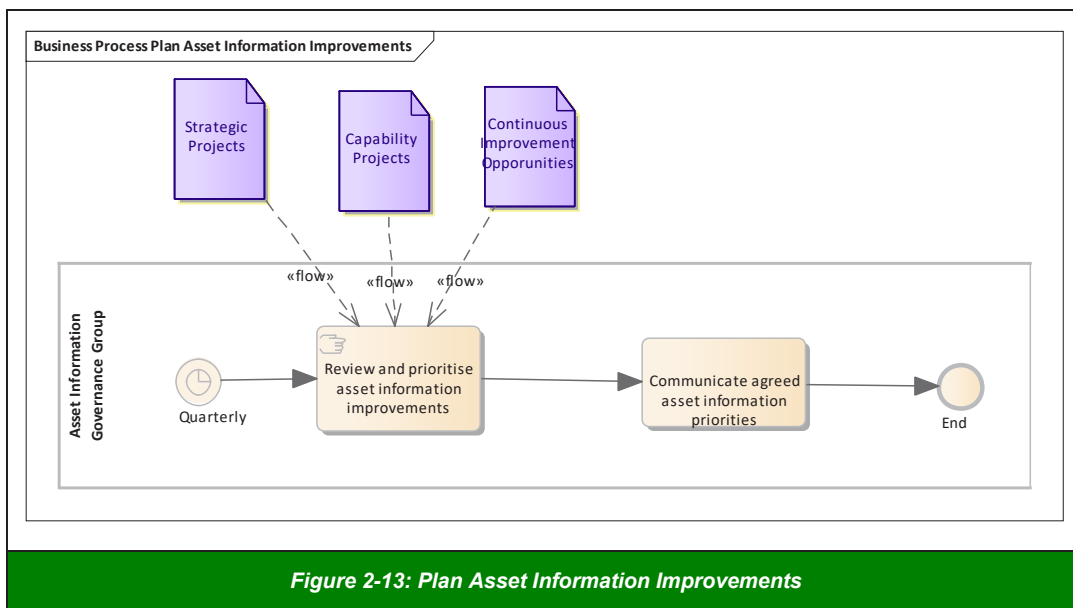 Business Process Plan Asset Information Improvements
Strategic
Projects
Capability
Projects
Continuous
Improvement
Opporunities
«flow»
«flow»
«flow»
Asset Information
Governance Group
Quarterly
Review and prioritise
asset information
improvements
Communicate agreed
asset information
priorities
End
Figure 2-13: Plan Asset Information Improvements